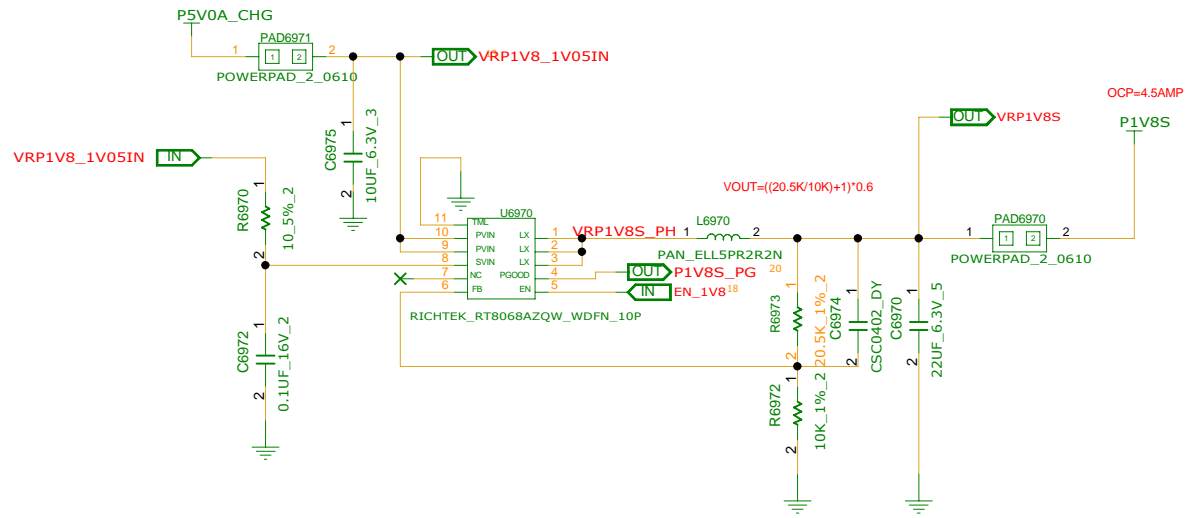 P5V0A_CHG
PAD6971
1 1 2 2
POWERPAD_2_0610
OUT VRP1V8_1V05IN
C6975
1
2
10UF_6.3V_3
VRP1V8_1V05IN IN
R6970
1
2
10_5%_2
C6972
1
2
0.1UF_16V_2
U6970
11 TML
10 PVIN LX 1
9 PVIN LX 2
8 SVIN LX 3
7 NC PGOOD 4
6 FB EN 5
RICHTEK_RT8068AZQW_WDFN_10P
VRP1V8S_PH
OUT P1V8S_PG 20
IN EN_1V8 18
L6970
1 2
PAN_ELL5PR2R2N
VOUT=((20.5K/10K)+1)*0.6
R6973
1
2
20.5K_1%_2
C6974
1
2
CSC0402_DY
C6970
1
2
22UF_6.3V_5
R6972
1
2
10K_1%_2
OUT VRP1V8S
OCP=4.5AMP
P1V8S
PAD6970
1 1 2 2
POWERPAD_2_0610